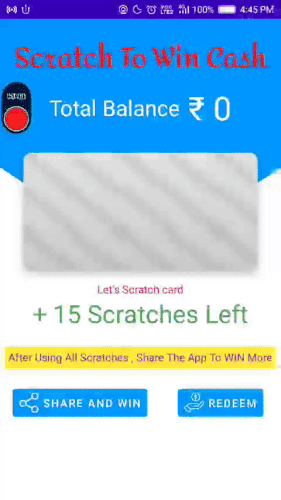 100% 4:45 PM
Scratch To Win Cash
Total Balance ₹ 0
Let's Scratch card
+ 15 Scratches Left
After Using All Scratches , Share The App To WIN More
SHARE AND WIN
REDEEM